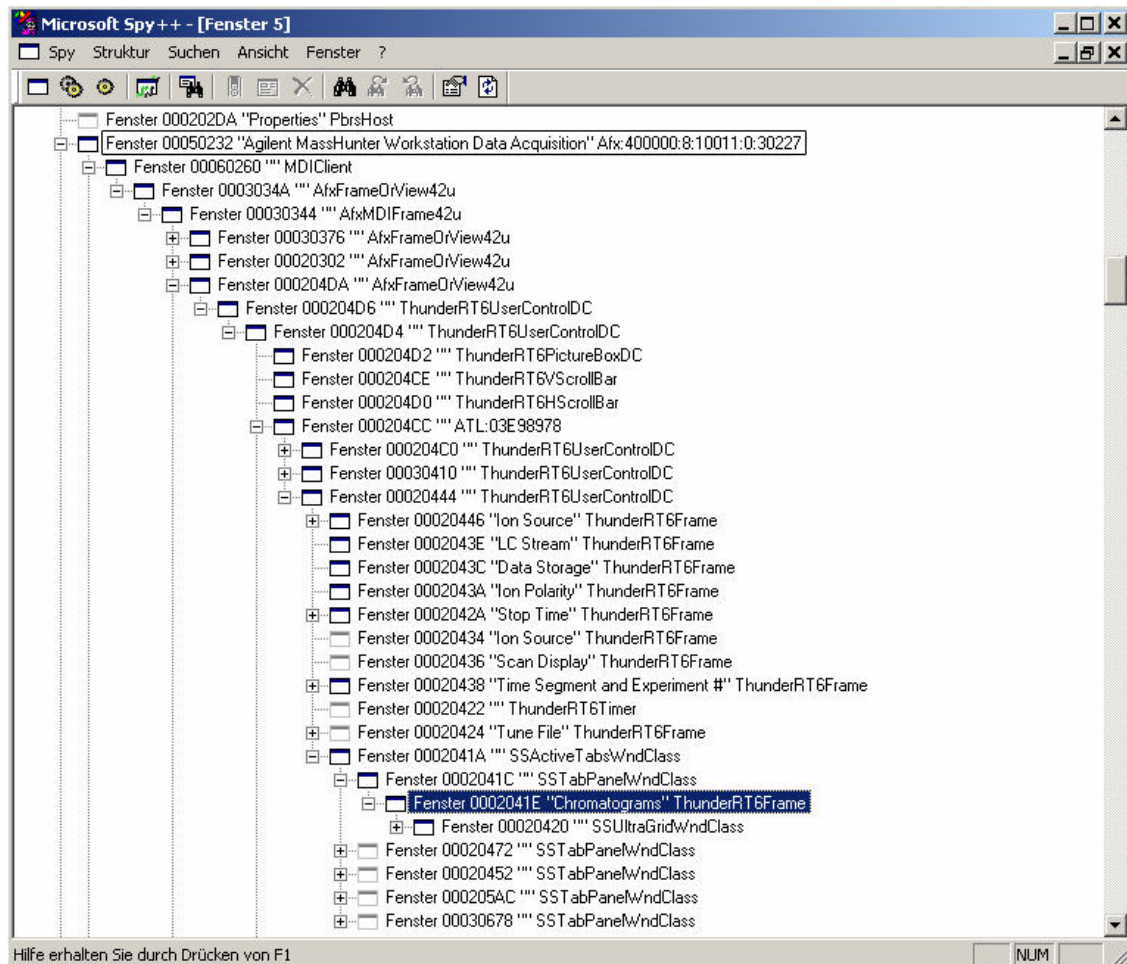 Microsoft Spy++ - [Fenster 5]
Spy Struktur Suchen Ansicht Fenster ?
Fenster 000202DA "Properties" PbrsHost
Fenster 00050232 "Agilent MassHunter Workstation Data Acquisition" Afx:400000:8:10011:0:30227
Fenster 00060260 "" MDIClient
Fenster 0003034A "" AfxFrameOrView42u
Fenster 00030344 "" AfxMDIFrame42u
Fenster 00030376 "" AfxFrameOrView42u
Fenster 00020302 "" AfxFrameOrView42u
Fenster 000204DA "" AfxFrameOrView42u
Fenster 000204D6 "" ThunderRT6UserControlDC
Fenster 000204D4 "" ThunderRT6UserControlDC
Fenster 000204D2 "" ThunderRT6PictureBoxDC
Fenster 000204CE "" ThunderRT6VScrollBar
Fenster 000204D0 "" ThunderRT6HScrollBar
Fenster 000204CC "" ATL:03E98978
Fenster 000204C0 "" ThunderRT6UserControlDC
Fenster 00030410 "" ThunderRT6UserControlDC
Fenster 00020444 "" ThunderRT6UserControlDC
Fenster 00020446 "Ion Source" ThunderRT6Frame
Fenster 0002043E "LC Stream" ThunderRT6Frame
Fenster 0002043C "Data Storage" ThunderRT6Frame
Fenster 0002043A "Ion Polarity" ThunderRT6Frame
Fenster 0002042A "Stop Time" ThunderRT6Frame
Fenster 00020434 "Ion Source" ThunderRT6Frame
Fenster 00020436 "Scan Display" ThunderRT6Frame
Fenster 00020438 "Time Segment and Experiment #" ThunderRT6Frame
Fenster 00020422 "" ThunderRT6Timer
Fenster 00020424 "Tune File" ThunderRT6Frame
Fenster 0002041A "" SSActiveTabsWndClass
Fenster 0002041C "" SSTabPanelWndClass
Fenster 0002041E "Chromatograms" ThunderRT6Frame
Fenster 00020420 "" SSUltraGridWndClass
Fenster 00020472 "" SSTabPanelWndClass
Fenster 00020452 "" SSTabPanelWndClass
Fenster 000205AC "" SSTabPanelWndClass
Fenster 00030678 "" SSTabPanelWndClass
Hilfe erhalten Sie durch Drücken von F1 NUM